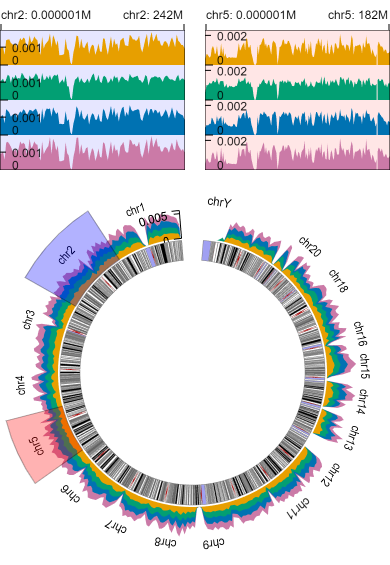 chr2: 0.000001M chr2: 242M chr5: 0.000001M chr5: 182M
0.001 0.002
0 0
0.001 0.002
0 0
0.001 0.002
0 0
0.001 0.002
0 0
chr1 chrY
0.005
0
chr2
chr20
chr18
chr3
chr16
chr15
chr4
chr14
chr13
chr5
chr12
chr6
chr11
chr7
chr8
chr9